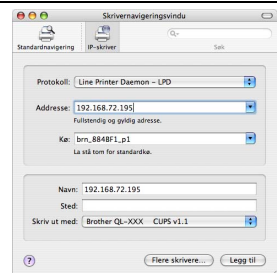 Skrivernavigeringsvindu
Standardnavigering IP-skriver Søk
Protokoll: Line Printer Daemon – LPD
Addresse: 192.168.72.195
Fullstendig og gyldig adresse.
Kø: brn_884BF1_p1
La stå tom for standardkø.
Navn: 192.168.72.195
Sted:
Skriv ut med: Brother QL-XXX CUPS v1.1
? Flere skrivere... Legg til